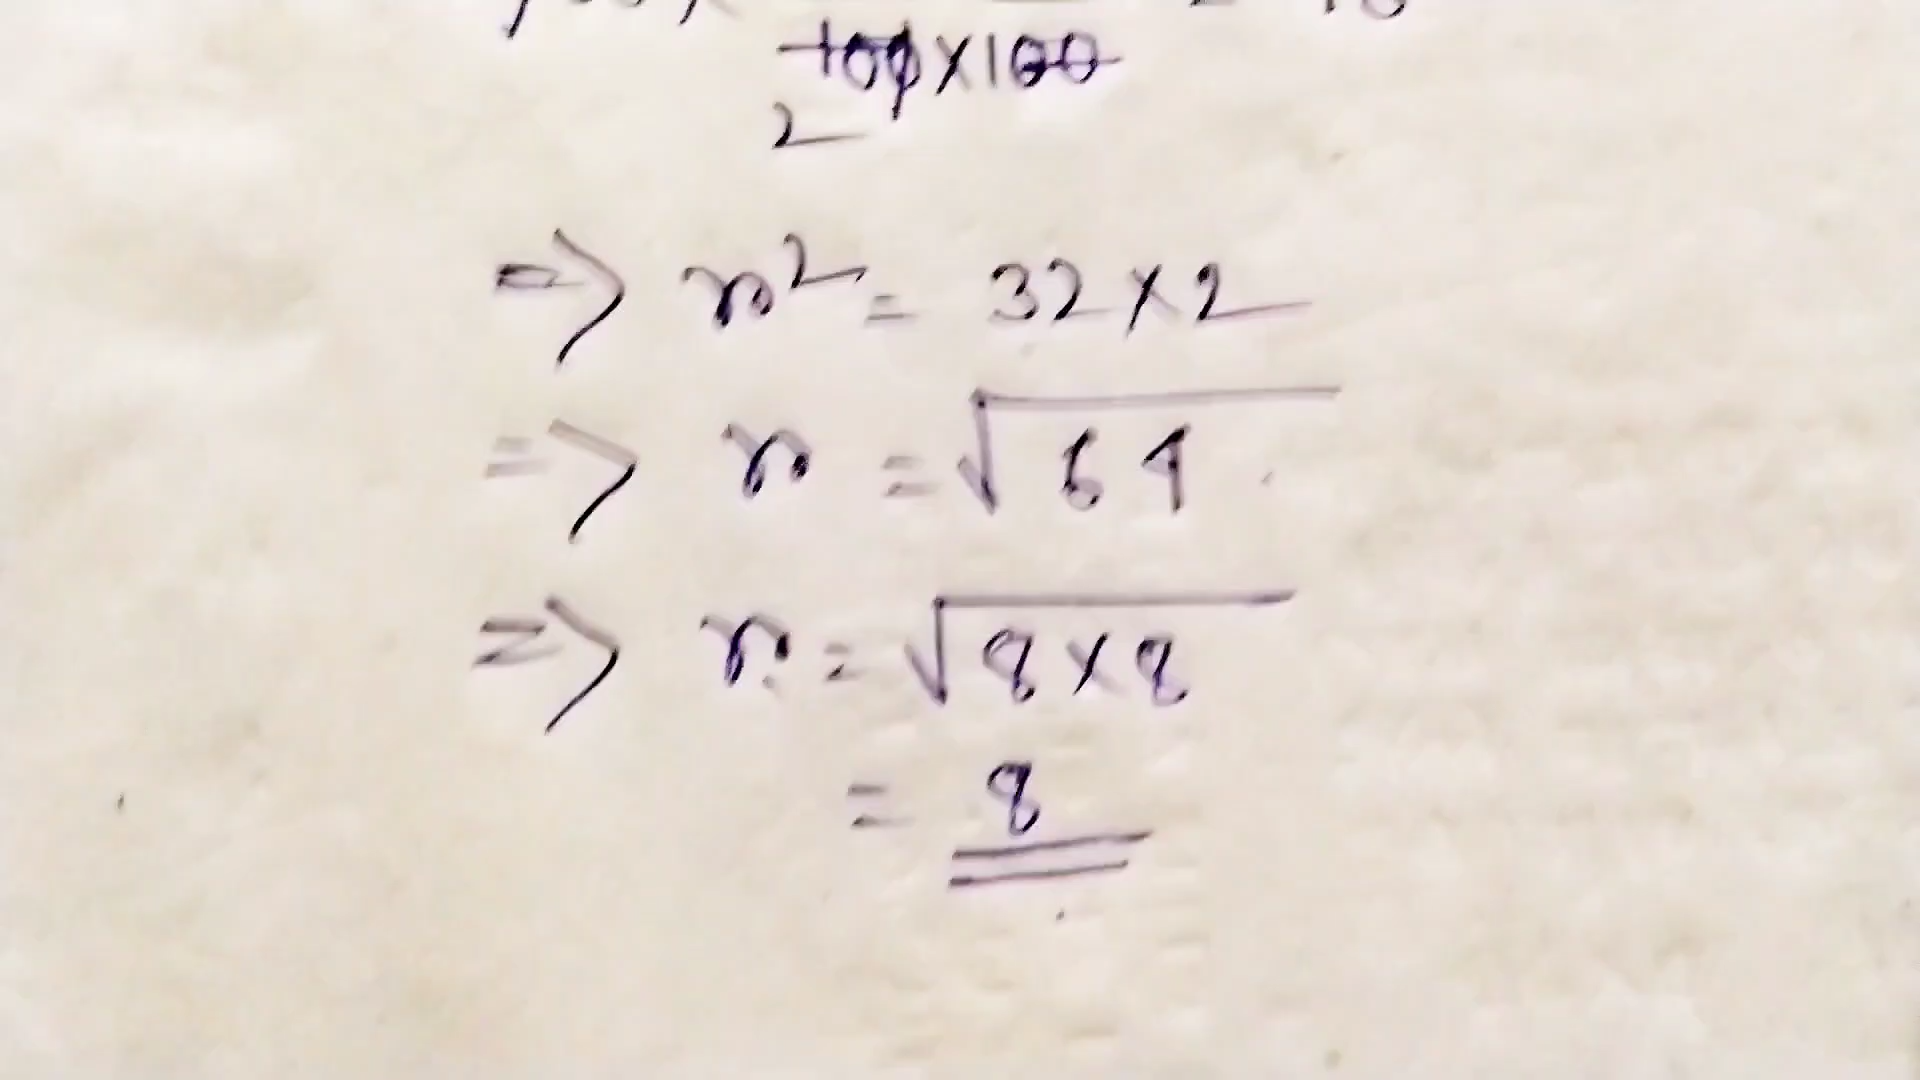 100×100
2
=> r² = 32×2
=> r = √64
=> r = √8×8
= 8